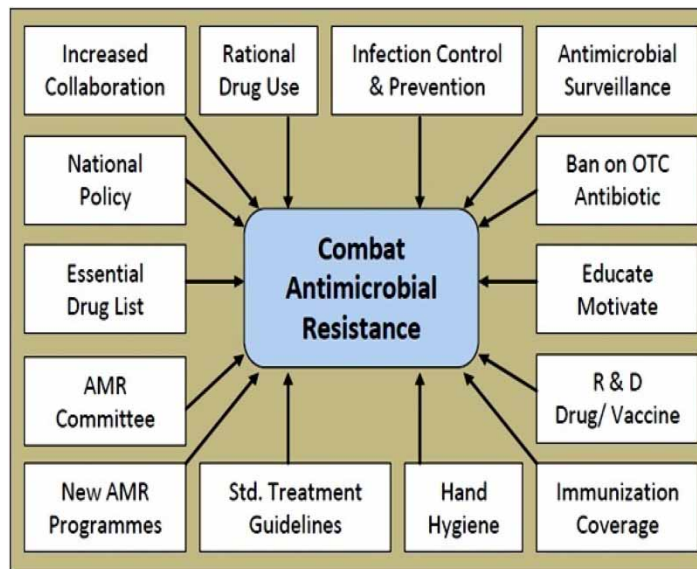 Increased
Collaboration
Rational
Drug Use
Infection Control
& Prevention
Antimicrobial
Surveillance
National
Policy
Ban on OTC
Antibiotic
Combat
Antimicrobial
Resistance
Essential
Drug List
Educate
Motivate
AMR
Committee
R & D
Drug/ Vaccine
New AMR
Programmes
Std. Treatment
Guidelines
Hand
Hygiene
Immunization
Coverage